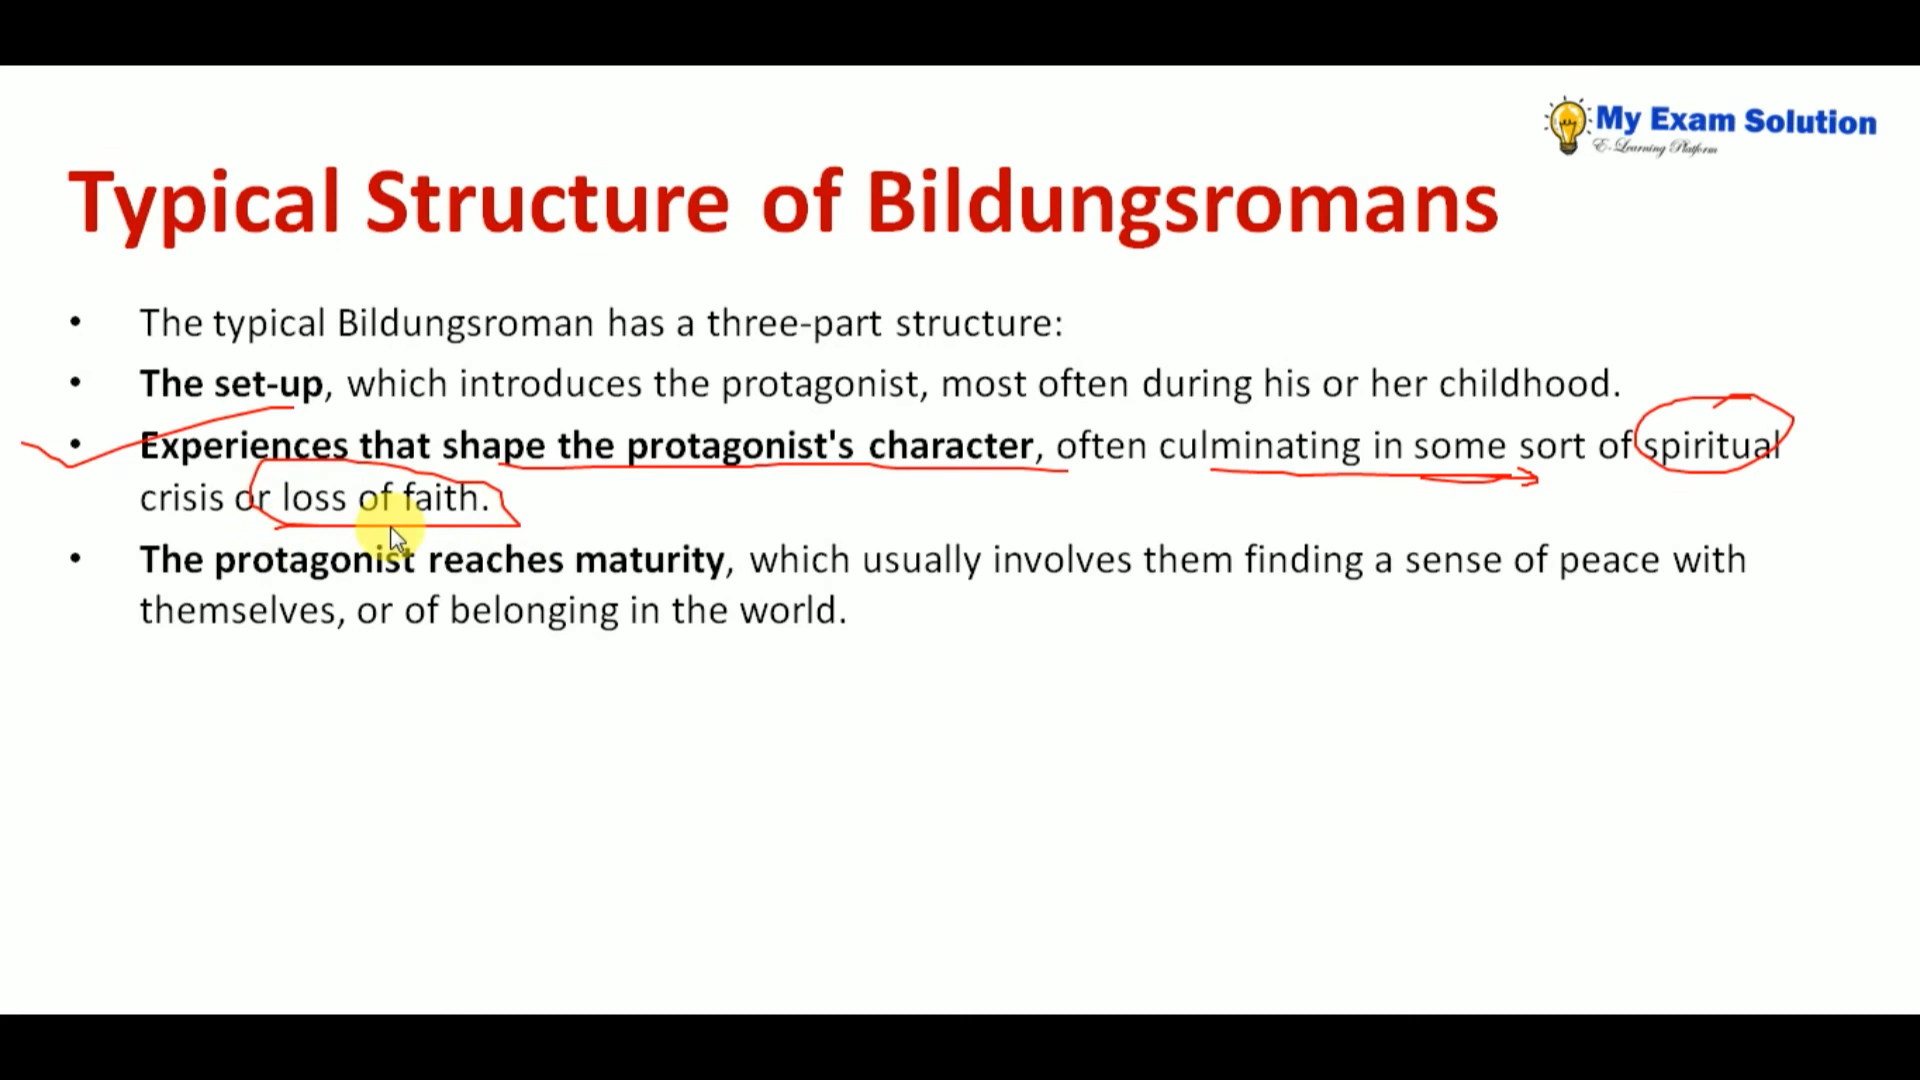 My Exam Solution
E-Learning Platform
Typical Structure of Bildungsromans
• The typical Bildungsroman has a three-part structure:
• The set-up, which introduces the protagonist, most often during his or her childhood.
• Experiences that shape the protagonist's character, often culminating in some sort of spiritual
crisis or loss of faith.
• The protagonist reaches maturity, which usually involves them finding a sense of peace with
themselves, or of belonging in the world.